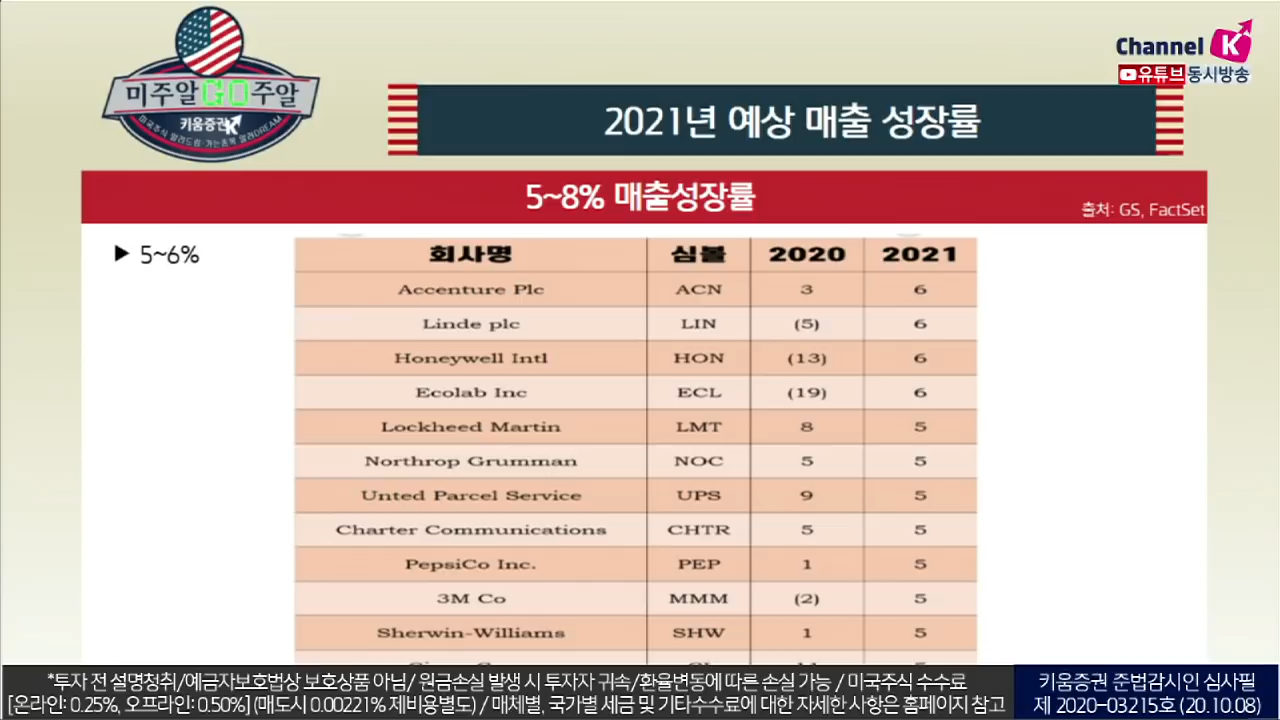 Channel K
유튜브동시방송
미주알GO주알
키움증권
2021년 예상 매출 성장률
5~8% 매출성장률
출처: GS, FactSet
▶ 5~6%
회사명 심볼 2020 2021
Accenture Plc ACN 3 6
Linde plc LIN (5) 6
Honeywell Intl HON (13) 6
Ecolab Inc ECL (19) 6
Lockheed Martin LMT 8 5
Northrop Grumman NOC 5 5
Unted Parcel Service UPS 9 5
Charter Communications CHTR 5 5
PepsiCo Inc. PEP 1 5
3M Co MMM (2) 5
Sherwin-Williams SHW 1 5
*투자 전 설명청취/예금자보호법상 보호상품 아님/ 원금손실 발생 시 투자자 귀속/환율변동에 따른 손실 가능 / 미국주식 수수료
[온라인: 0.25%, 오프라인: 0.50%] (매도시 0.00221% 제비용별도) / 매체별, 국가별 세금 및 기타수수료에 대한 자세한 사항은 홈페이지 참고
키움증권 준법감시인 심사필
제 2020-03215호 (20.10.08)